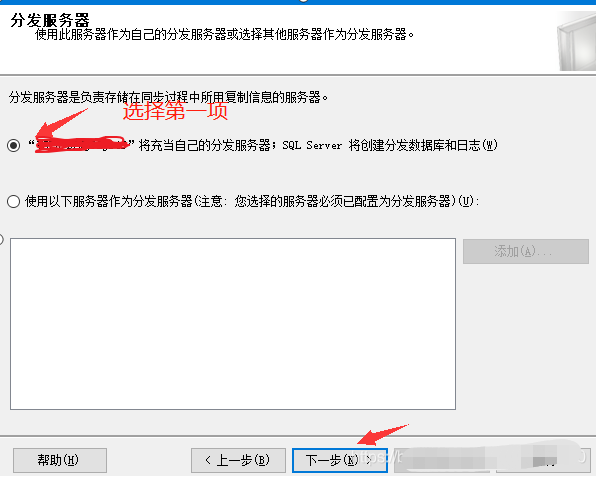 分发服务器
使用此服务器作为自己的分发服务器或选择其他服务器作为分发服务器。
分发服务器是负责存储在同步过程中所用复制信息的服务器。
选择第一项
“ ”将充当自己的分发服务器；SQL Server 将创建分发数据库和日志(W)
使用以下服务器作为分发服务器(注意: 您选择的服务器必须已配置为分发服务器)(U):
添加(A)...
帮助(H)
< 上一步(B)
下一步(N) >